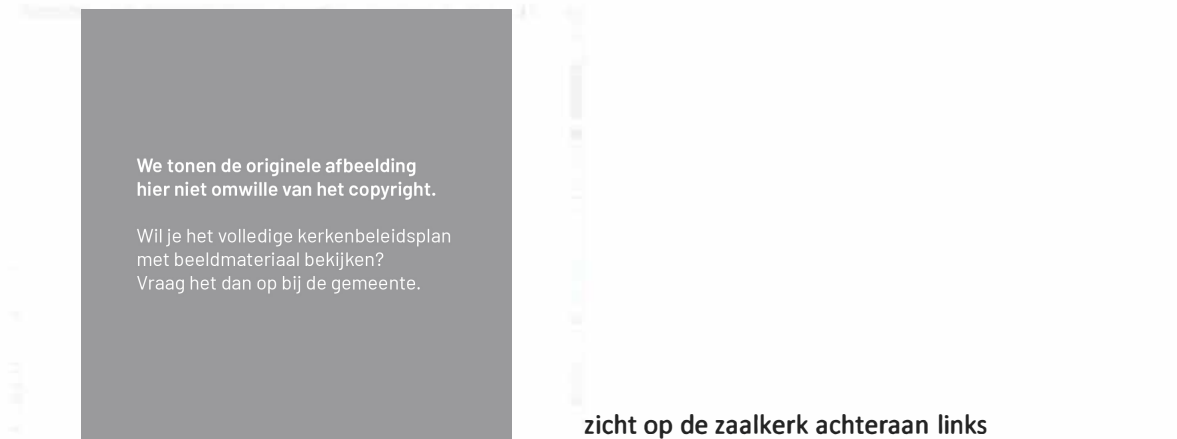 We tonen de originele afbeelding
hier niet omwille van het copyright.
Wil je het volledige kerkenbeleidsplan
met beeldmateriaal bekijken?
Vraag het dan op bij de gemeente.
zicht op de zaalkerk achteraan links